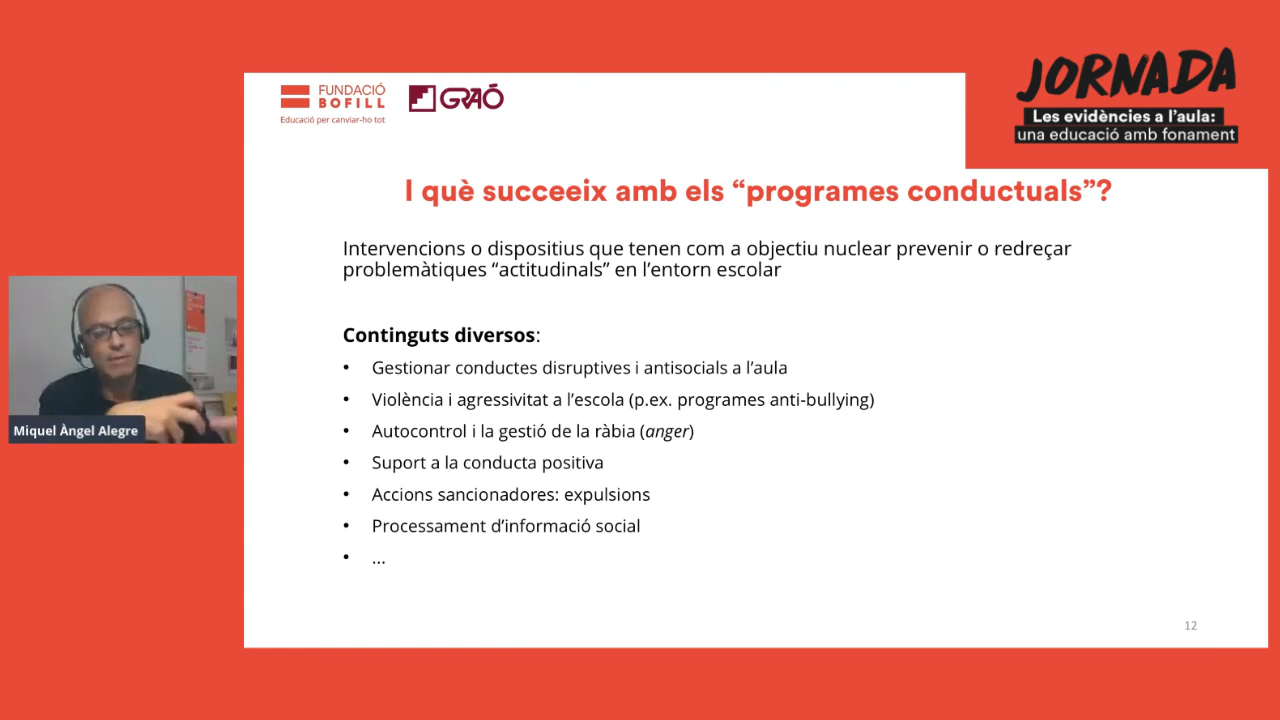 FUNDACIÓ
BOFILL
Educació per canviar-ho tot
GRAÓ
JORNADA
Les evidències a l'aula:
una educació amb fonament
I què succeeix amb els “programes conductuals”?
Intervencions o dispositius que tenen com a objectiu nuclear prevenir o redreçar
problemàtiques “actitudinals” en l’entorn escolar
Continguts diversos:
• Gestionar conductes disruptives i antisocials a l’aula
• Violència i agressivitat a l’escola (p.ex. programes anti-bullying)
• Autocontrol i la gestió de la ràbia (anger)
• Suport a la conducta positiva
• Accions sancionadores: expulsions
• Processament d’informació social
• ...
Miquel Àngel Alegre
12